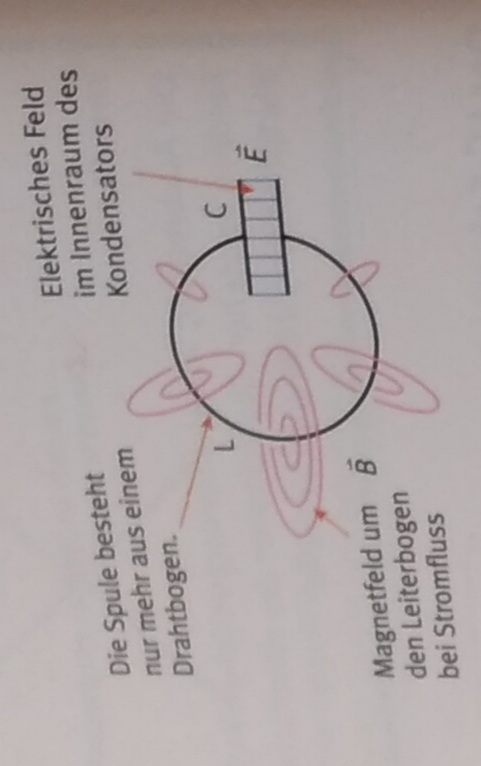 Elektrisches Feld
im Innenraum des
Kondensators
C
E⃗
Die Spule besteht
nur mehr aus einem
Drahtbogen.
L
Magnetfeld um
den Leiterbogen
bei Stromfluss
B⃗